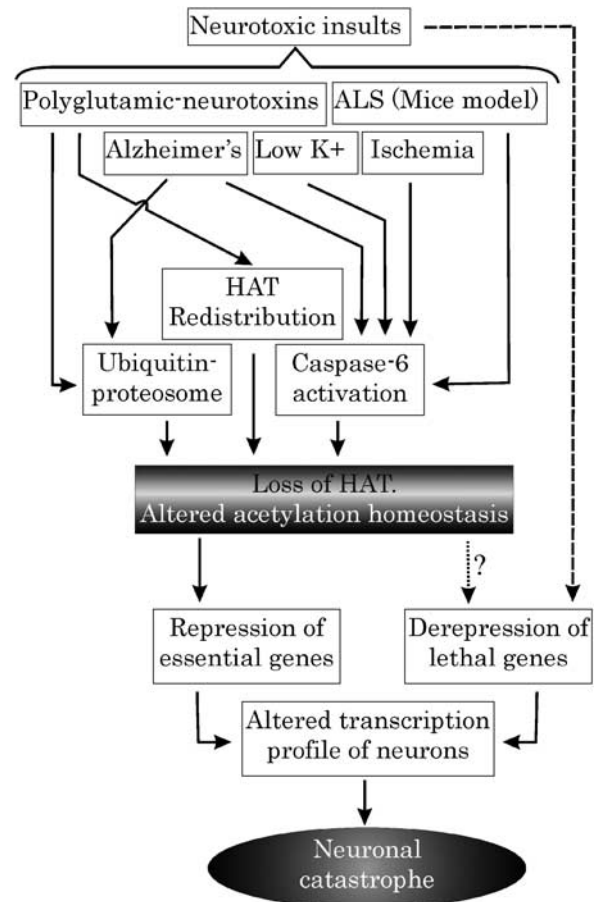 Neurotoxic insults
Polyglutamic-neurotoxins
ALS (Mice model)
Alzheimer's
Low K+
Ischemia
HAT
Redistribution
Ubiquitin-
proteosome
Caspase-6
activation
Loss of HAT.
Altered acetylation homeostasis
?
Repression of
essential genes
Derepression of
lethal genes
Altered transcription
profile of neurons
Neuronal
catastrophe